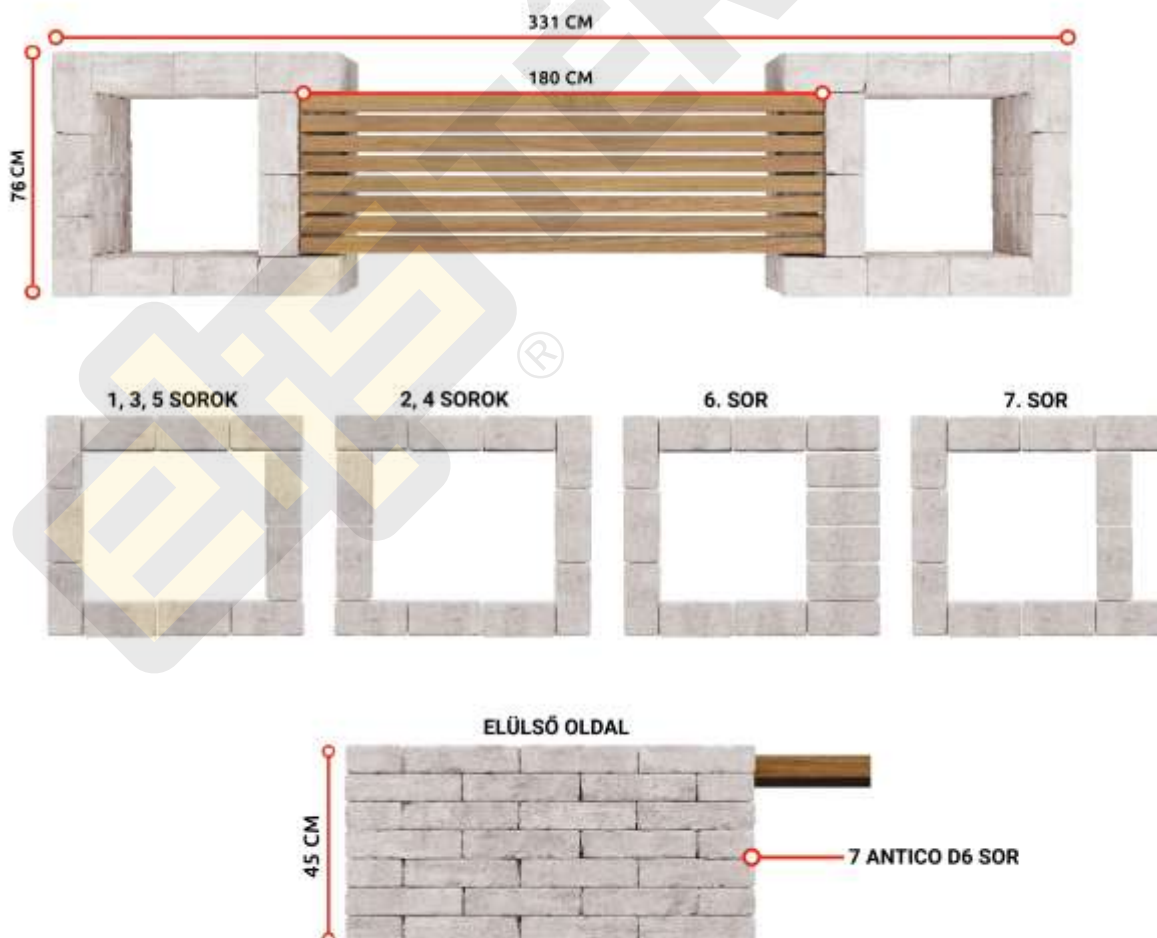 331 CM
180 CM
76 CM
®
1, 3, 5 SOROK
2, 4 SOROK
6. SOR
7. SOR
ELÜLSŐ OLDAL
45 CM
7 ANTICO D6 SOR